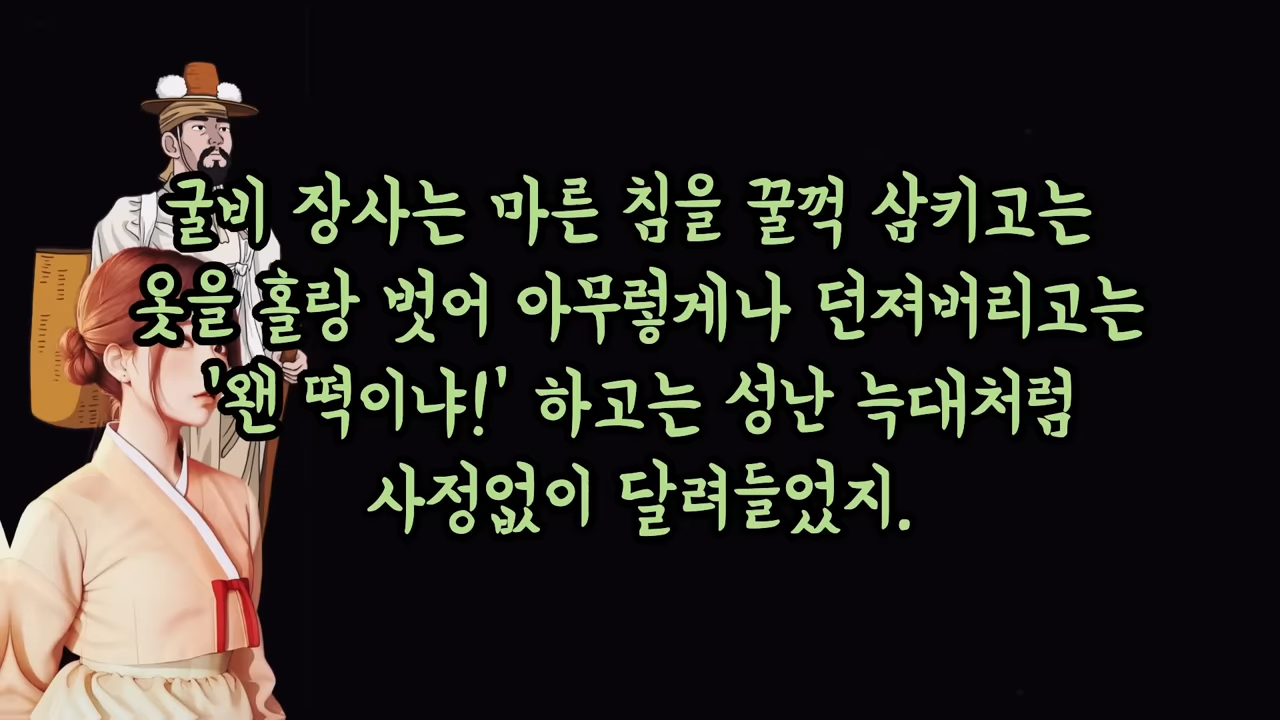 굴비 장사는 마른 침을 꿀꺽 삼키고는
옷을 홀랑 벗어 아무렇게나 던져버리고는
'왠 떡이냐!' 하고는 성난 늑대처럼
사정없이 달려들었지.